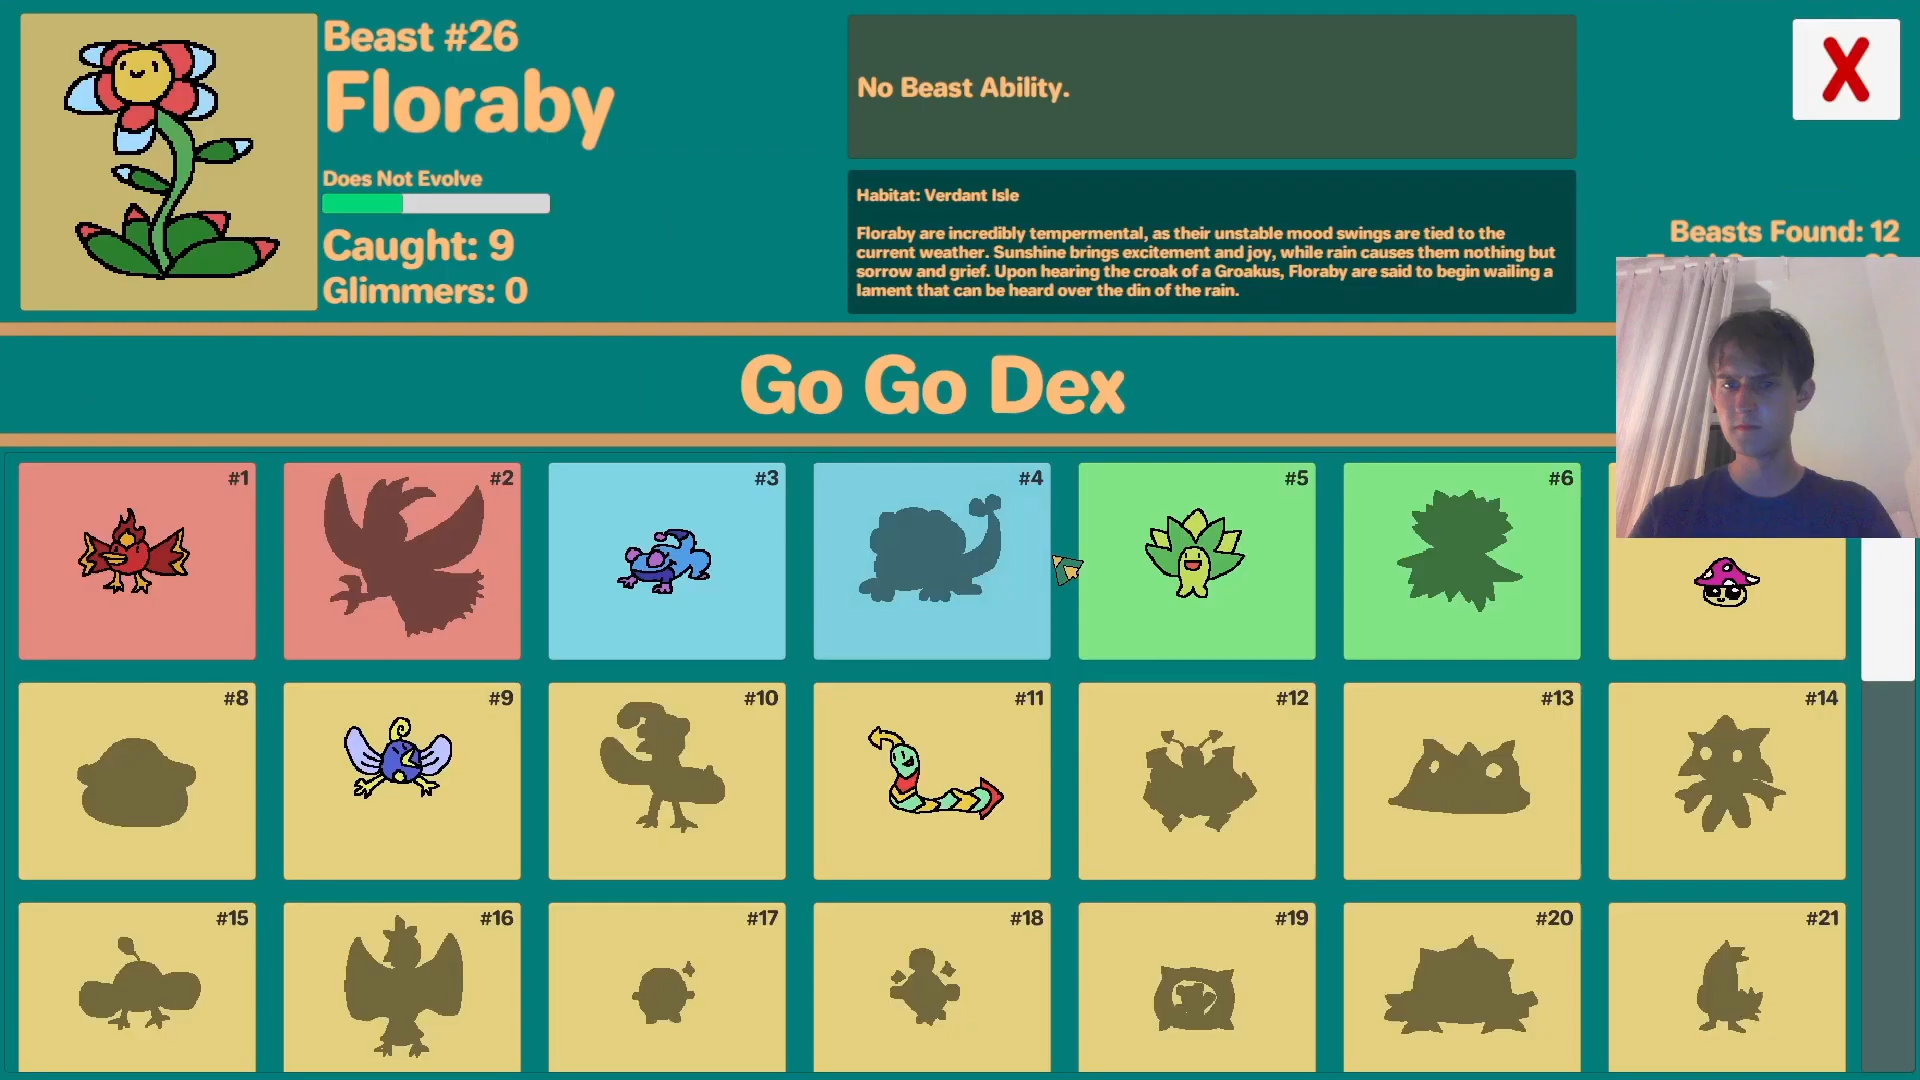 Beast #26
Floraby
Does Not Evolve
Caught: 9
Glimmers: 0
No Beast Ability.
Habitat: Verdant Isle
Floraby are incredibly tempermental, as their unstable mood swings are tied to the
current weather. Sunshine brings excitement and joy, while rain causes them nothing but
sorrow and grief. Upon hearing the croak of a Groakus, Floraby are said to begin wailing a
lament that can be heard over the din of the rain.
X
Beasts Found: 12
Go Go Dex
#1
#2
#3
#4
#5
#6
#8
#9
#10
#11
#12
#13
#14
#15
#16
#17
#18
#19
#20
#21